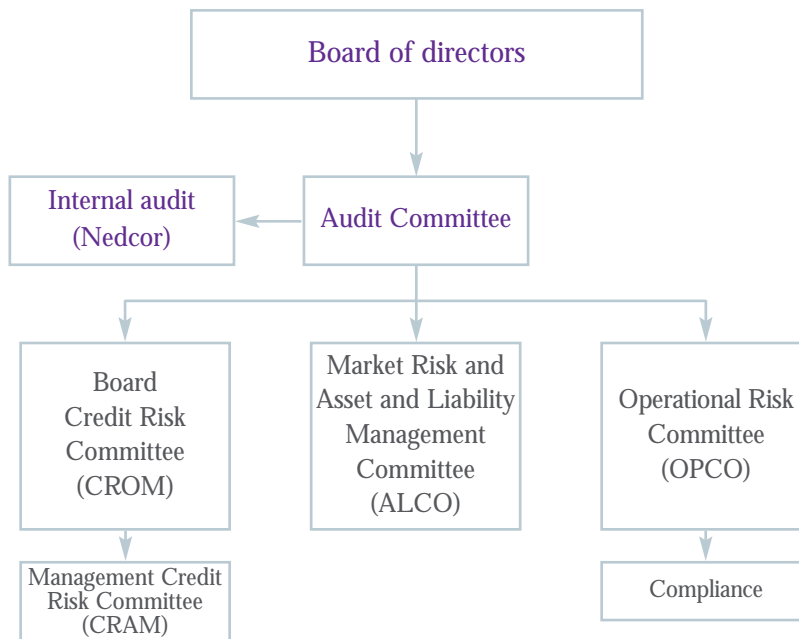 Board of directors
Internal audit
(Nedcor)
Audit Committee
Board
Credit Risk
Committee
(CROM)
Market Risk and
Asset and Liability
Management
Committee
(ALCO)
Operational Risk
Committee
(OPCO)
Management Credit
Risk Committee
(CRAM)
Compliance